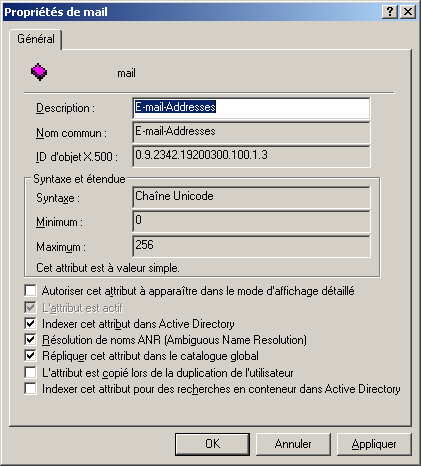 Propriétés de mail
Général
mail
Description :
E-mail-Addresses
Nom commun :
E-mail-Addresses
ID d'objet X.500 :
0.9.2342.19200300.100.1.3
Syntaxe et étendue
Syntaxe :
Chaîne Unicode
Minimum :
0
Maximum :
256
Cet attribut est à valeur simple.
Autoriser cet attribut à apparaître dans le mode d'affichage détaillé
L'attribut est actif
Indexer cet attribut dans Active Directory
Résolution de noms ANR (Ambiguous Name Resolution)
Répliquer cet attribut dans le catalogue global
L'attribut est copié lors de la duplication de l'utilisateur
Indexer cet attribut pour des recherches en conteneur dans Active Directory
OK
Annuler
Appliquer